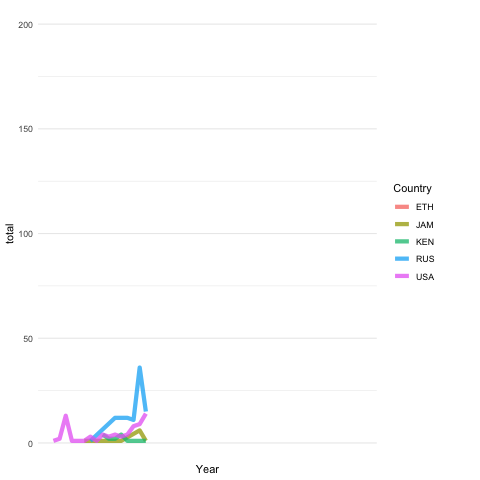 200
150
100
50
0
total
Year
Country
ETH
JAM
KEN
RUS
USA